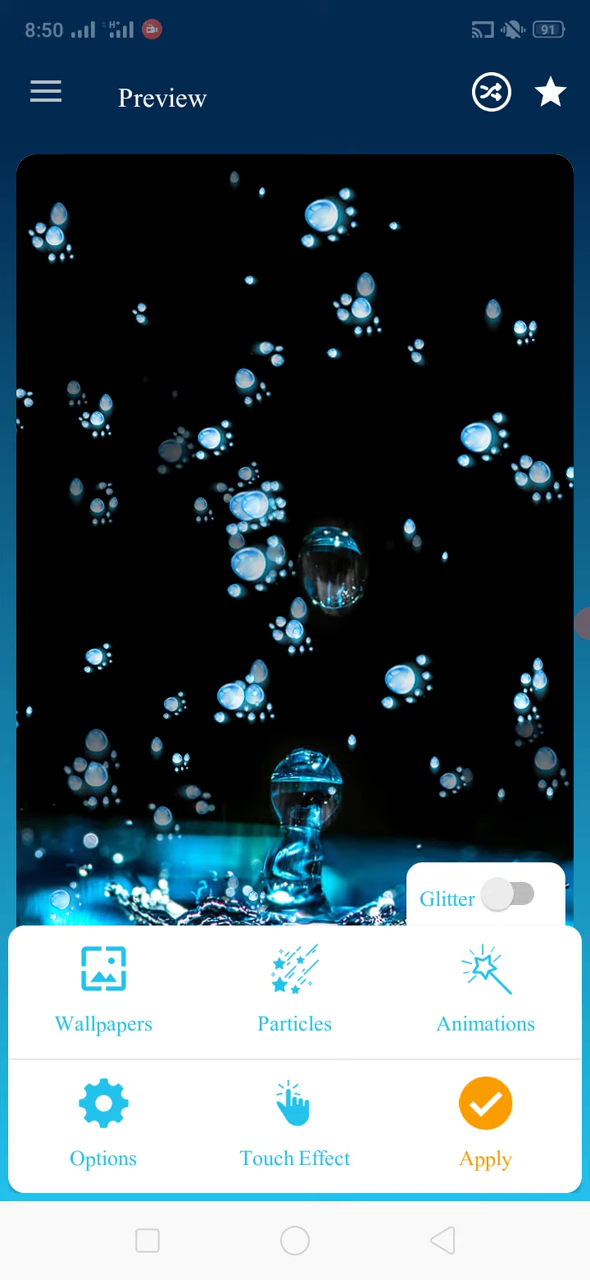 8:50 H+ 91
Preview
Glitter
Wallpapers Particles Animations
Options Touch Effect Apply